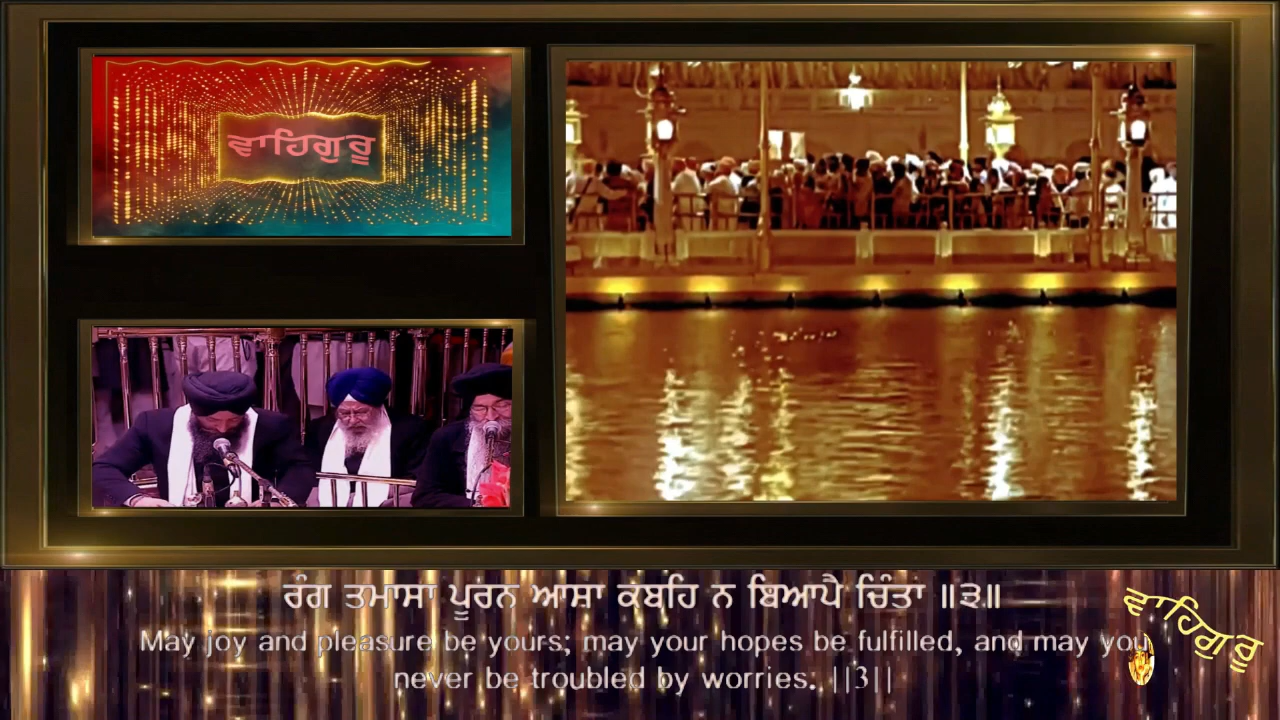 ਵਾਹਿਗੁਰੂ
ਰੰਗ ਤਮਾਸਾ ਪੂਰਨ ਆਸਾ ਕਬਹਿ ਨ ਬਿਆਪੈ ਚਿੰਤਾ ॥੩॥
May joy and pleasure be yours; may your hopes be fulfilled, and may you
never be troubled by worries. ||3||
ਵਾਹਿਗੁਰੂ